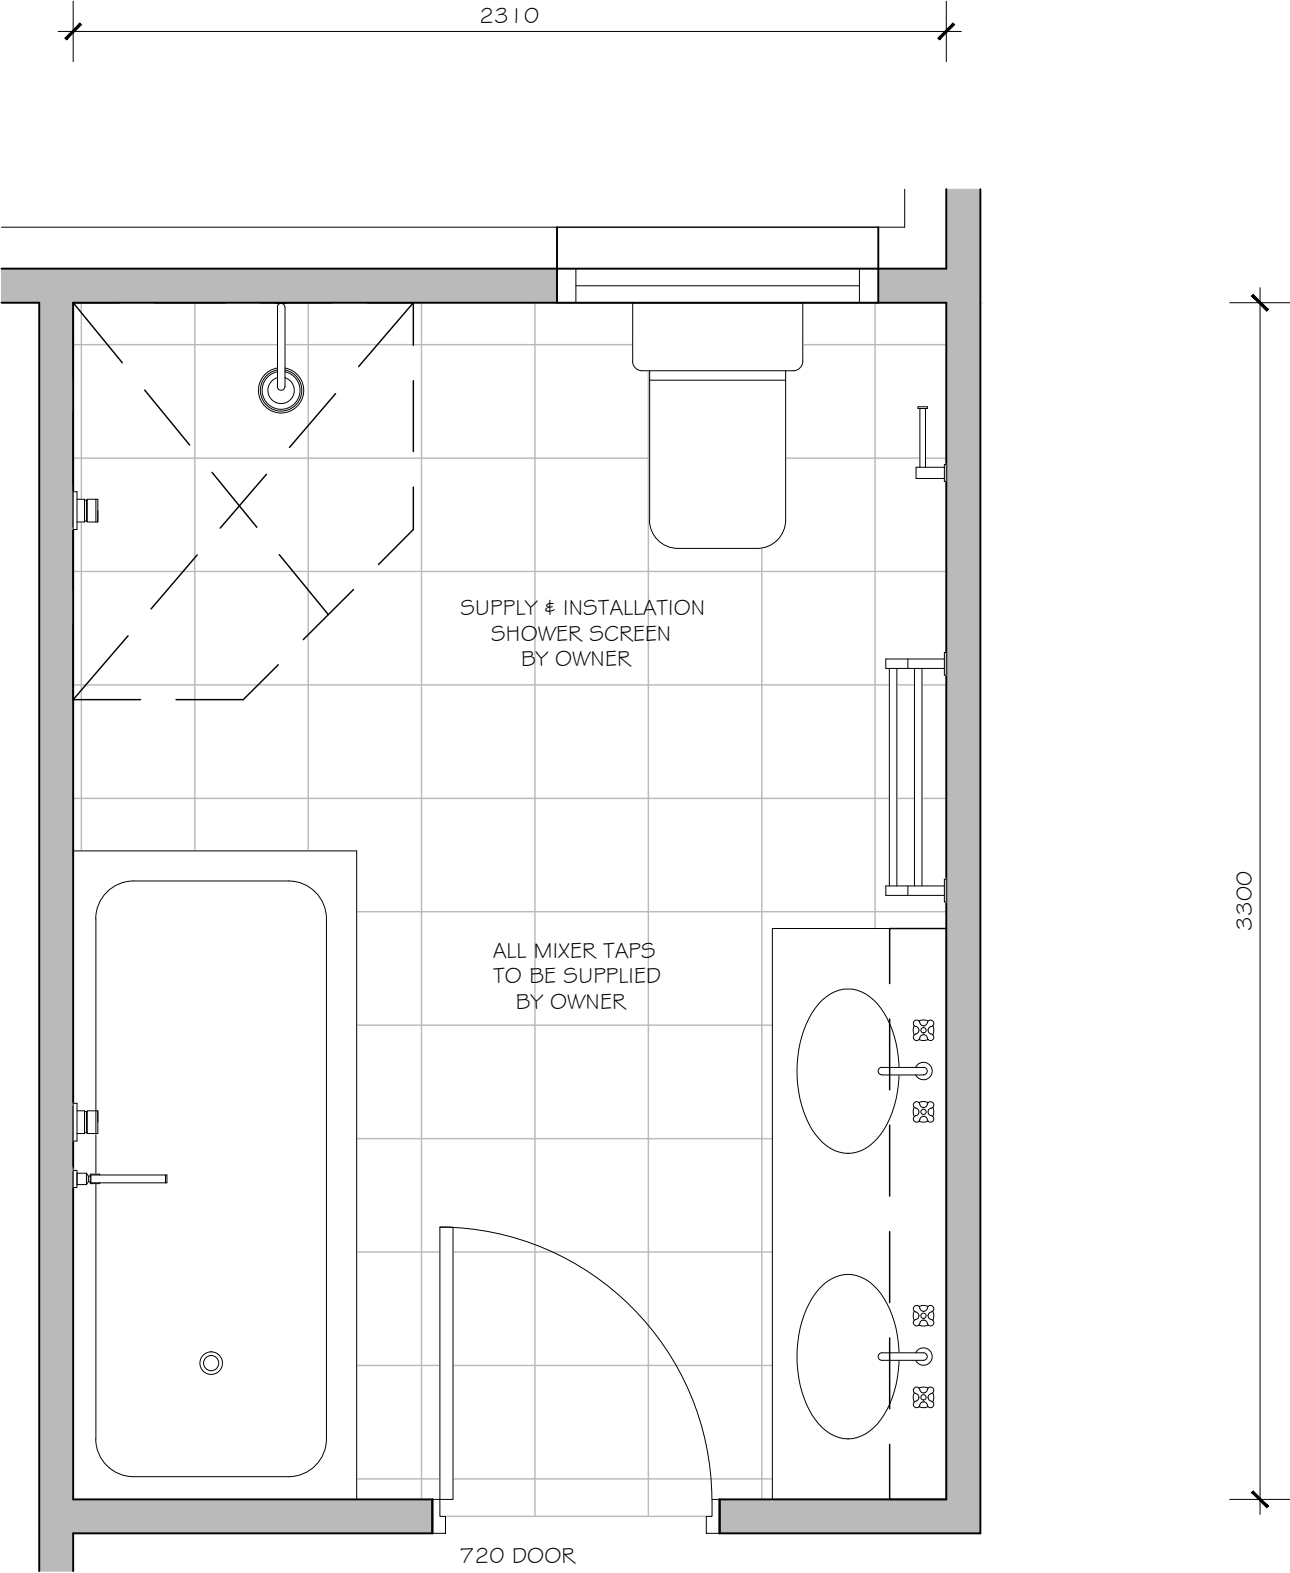 2310
SUPPLY & INSTALLATION
SHOWER SCREEN
BY OWNER
3300
ALL MIXER TAPS
TO BE SUPPLIED
BY OWNER
720 DOOR